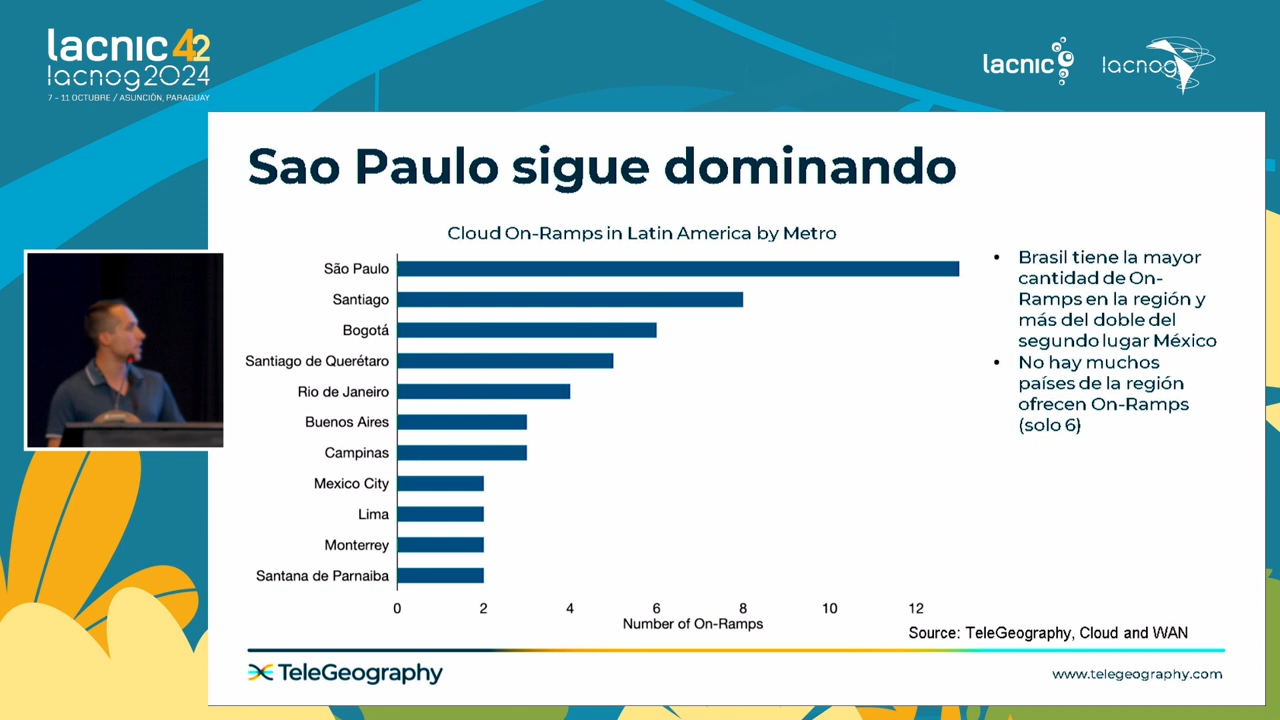 lacnic 42
lacnog2024
7 - 11 OCTUBRE / ASUNCIÓN, PARAGUAY
lacnic
lacnog
Sao Paulo sigue dominando
Cloud On-Ramps in Latin America by Metro
São Paulo
Santiago
Bogotá
Santiago de Querétaro
Rio de Janeiro
Buenos Aires
Campinas
Mexico City
Lima
Monterrey
Santana de Parnaiba
0 2 4 6 8 10 12
Number of On-Ramps
• Brasil tiene la mayor
cantidad de On-
Ramps en la región y
más del doble del
segundo lugar México
• No hay muchos
países de la región
ofrecen On-Ramps
(solo 6)
Source: TeleGeography, Cloud and WAN
TeleGeography
www.telegeography.com